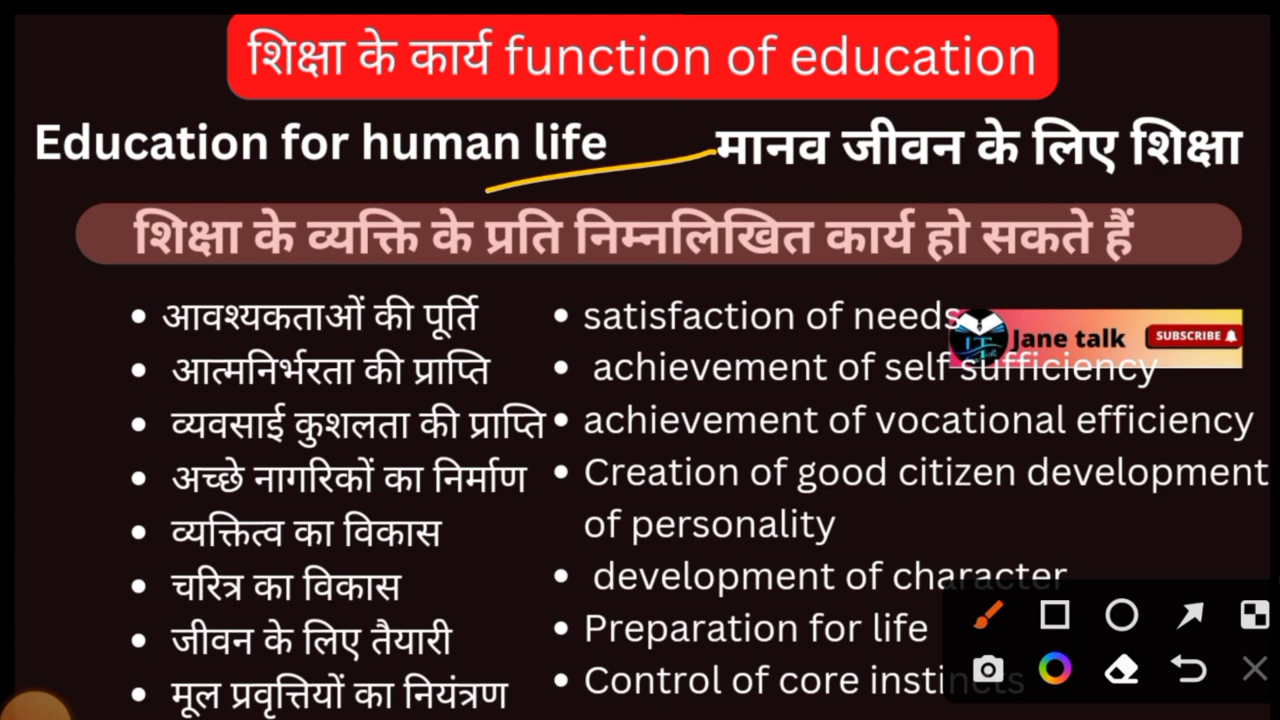 शिक्षा के कार्य function of education
Education for human life
मानव जीवन के लिए शिक्षा
शिक्षा के व्यक्ति के प्रति निम्नलिखित कार्य हो सकते हैं
• आवश्यकताओं की पूर्ति
• आत्मनिर्भरता की प्राप्ति
• व्यवसाई कुशलता की प्राप्ति
• अच्छे नागरिकों का निर्माण
• व्यक्तित्व का विकास
• चरित्र का विकास
• जीवन के लिए तैयारी
• मूल प्रवृत्तियों का नियंत्रण
• satisfaction of needs
• achievement of self sufficiency
• achievement of vocational efficiency
• Creation of good citizen development
of personality
• development of character
• Preparation for life
• Control of core instincts
Jane talk
SUBSCRIBE